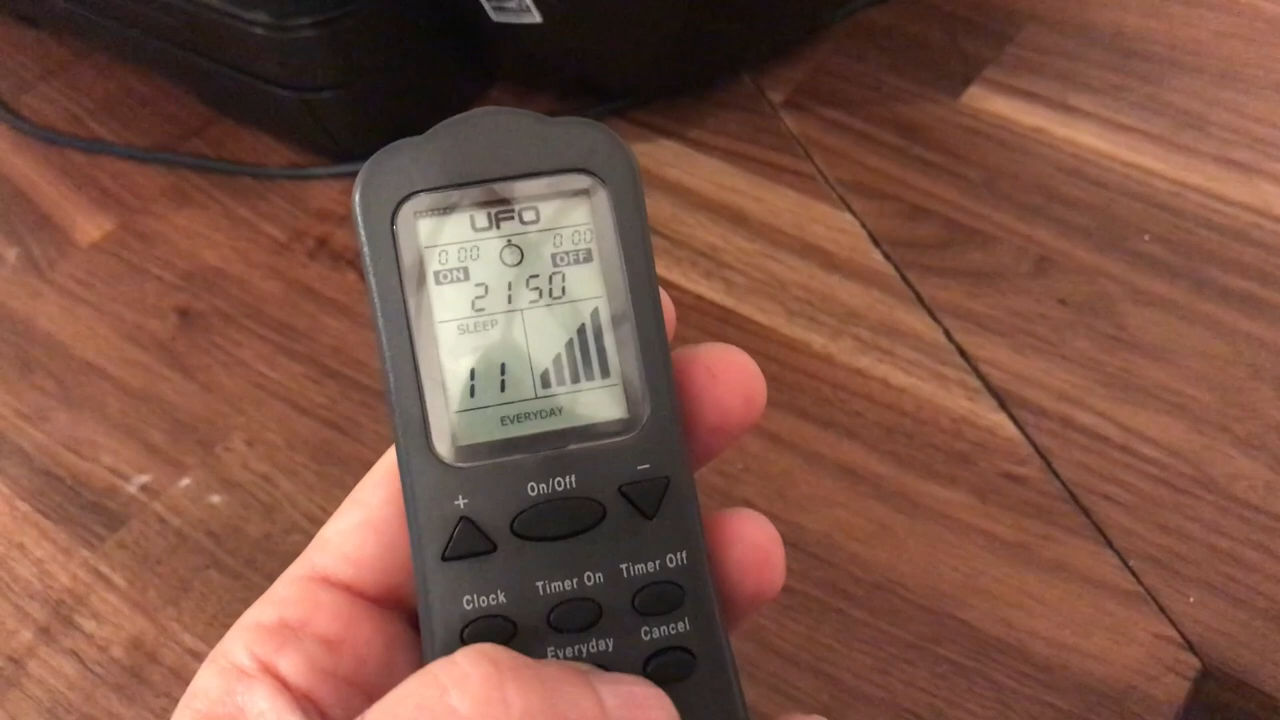 UFO
0 00 0 00
ON OFF
21 50
SLEEP
11
EVERYDAY
+ On/Off −
Clock Timer On Timer Off
Everyday Cancel